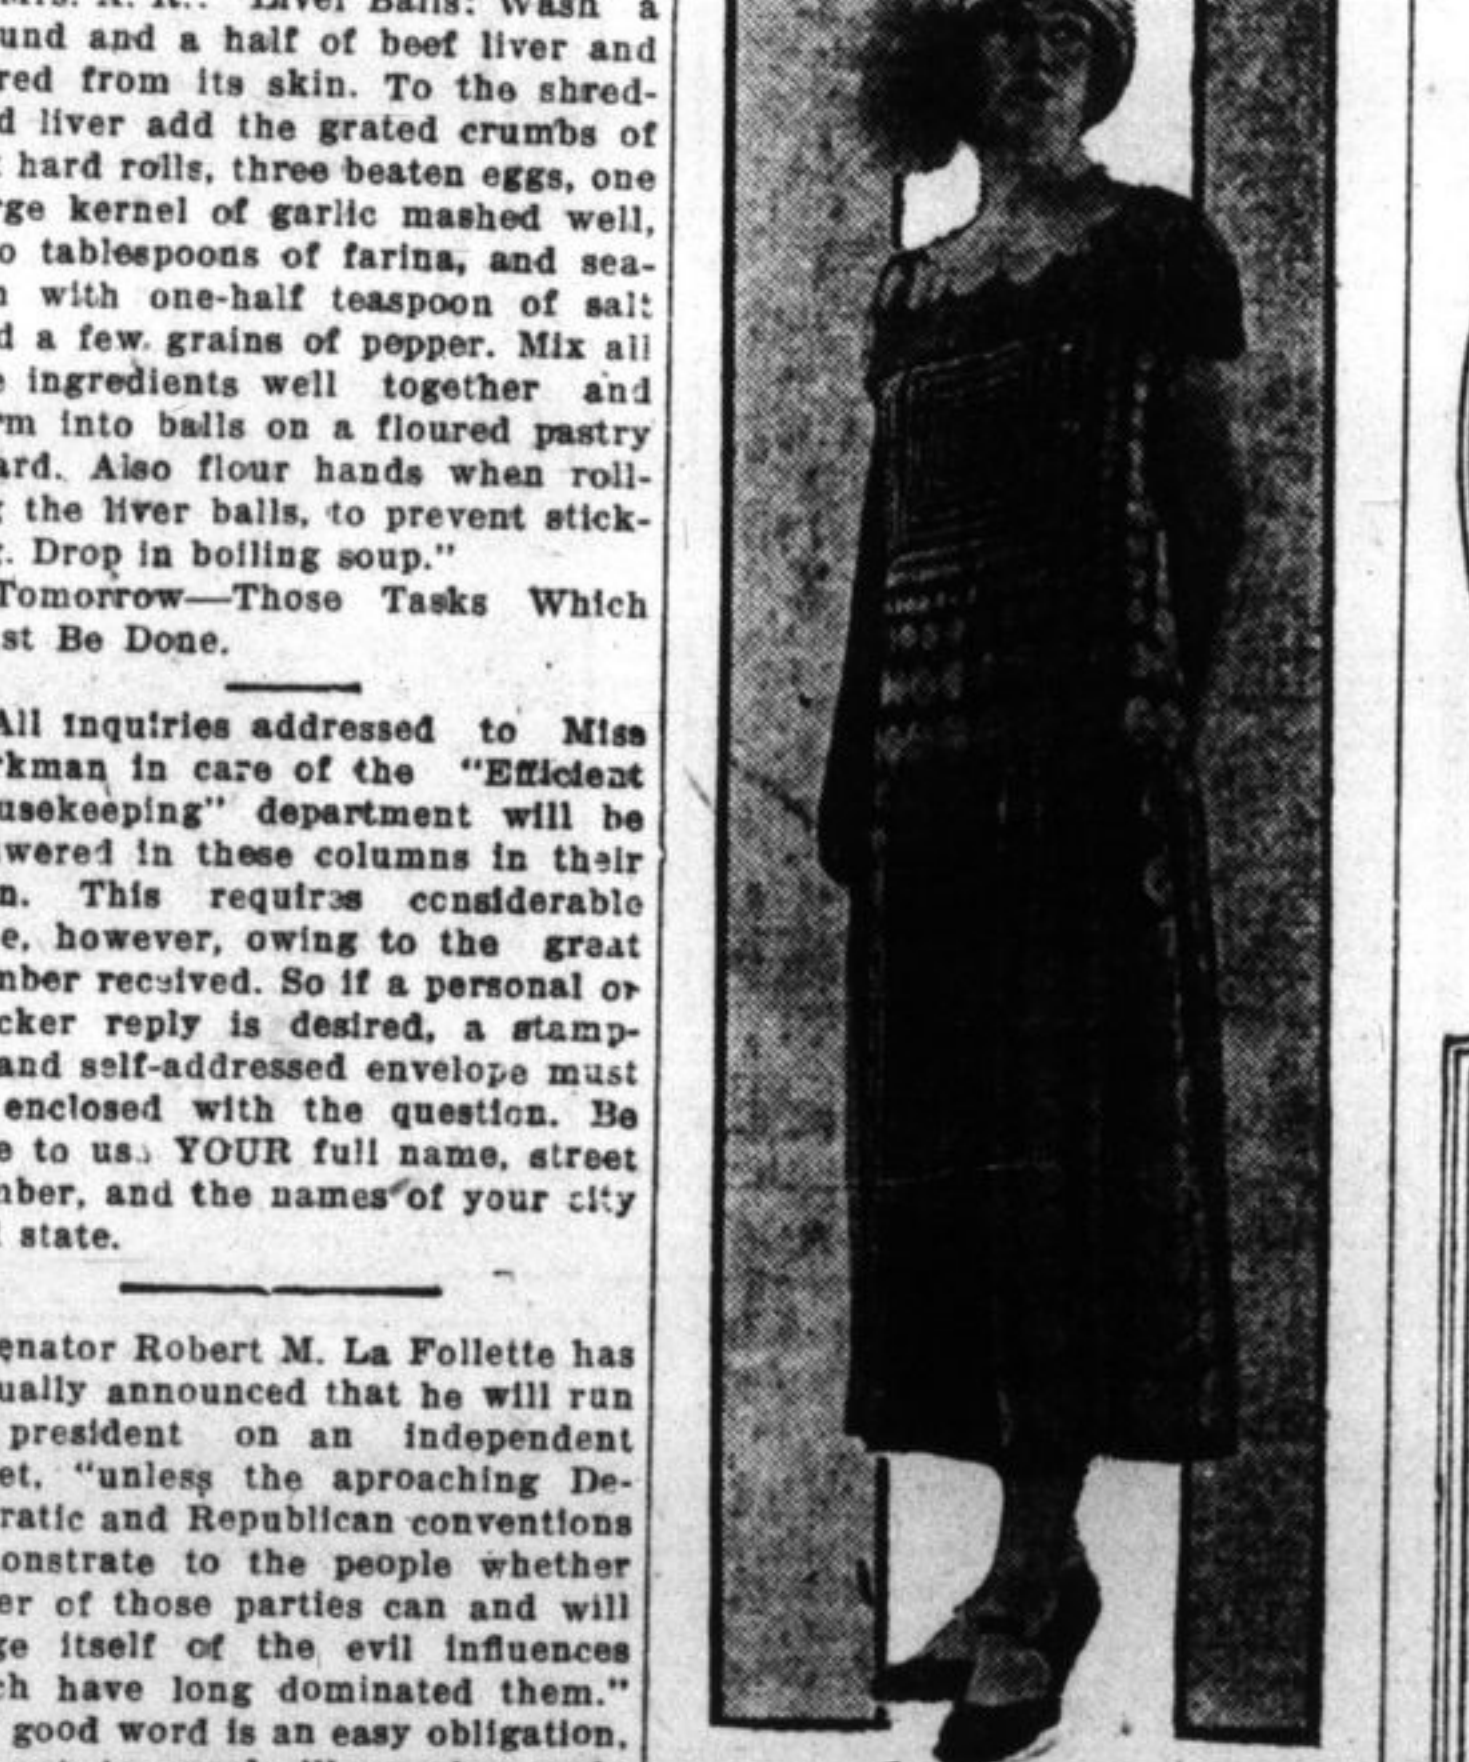 Mrs. R. R.: "Liver Balls: Wash a
und and a half of beef liver and
red from its skin. To the shred-
d liver add the grated crumbs of
hard rolls, three beaten eggs, one
rge kernel of garlic mashed well,
o tablespoons of farina, and sea-
n with one-half teaspoon of salt
d a few grains of pepper. Mix all
e ingredients well together and
rm into balls on a floured pastry
ard. Also flour hands when roll-
g the liver balls, to prevent stick-
g. Drop in boiling soup."
Tomorrow—Those Tasks Which
st Be Done.
All inquiries addressed to Miss
rkman in care of the "Efficient
usekeeping" department will be
wered in these columns in their
n. This requires considerable
e, however, owing to the great
mber received. So if a personal or
cker reply is desired, a stamp-
and self-addressed envelope must
enclosed with the question. Be
e to us. YOUR full name, street
mber, and the names of your city
state.
enator Robert M. La Follette has
ually announced that he will run
president on an independent
et, "unless the aproaching De-
ratic and Republican conventions
onstrate to the people whether
er of those parties can and will
ge itself of the evil influences
ch have long dominated them."
good word is an easy obligation,